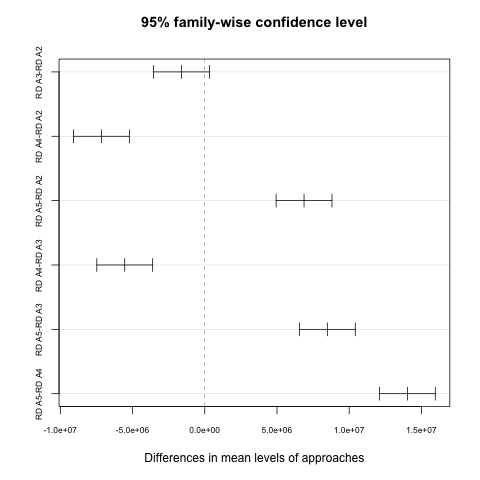 95% family-wise confidence level
RD A3-RD A2
RD A4-RD A2
RD A5-RD A2
RD A4-RD A3
RD A5-RD A3
RD A5-RD A4
-1.0e+07 -5.0e+06 0.0e+00 5.0e+06 1.0e+07 1.5e+07
Differences in mean levels of approaches